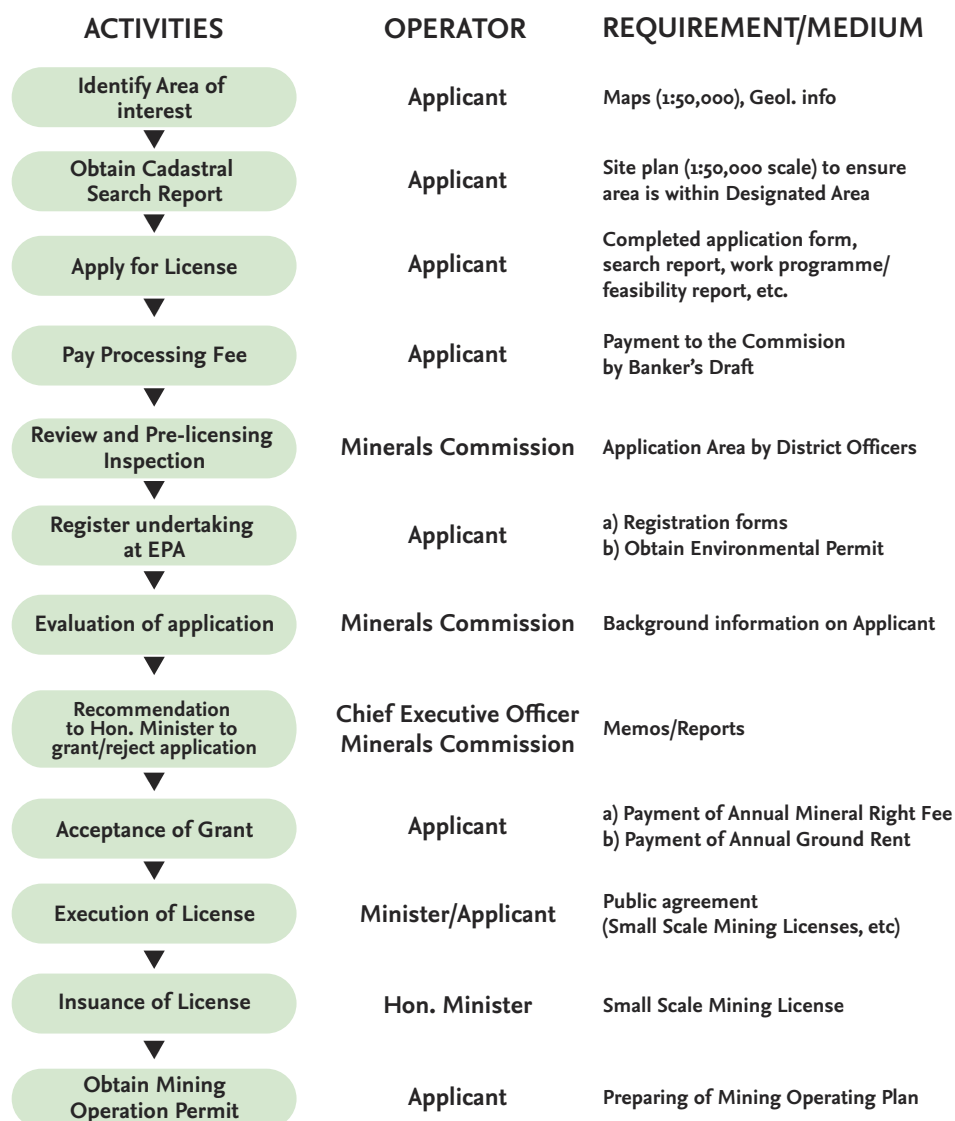 ACTIVITIES OPERATOR REQUIREMENT/MEDIUM
Identify Area of
interest
Applicant
Maps (1:50,000), Geol. info
Obtain Cadastral
Search Report
Applicant
Site plan (1:50,000 scale) to ensure
area is within Designated Area
Apply for License
Applicant
Completed application form,
search report, work programme/
feasibility report, etc.
Pay Processing Fee
Applicant
Payment to the Commision
by Banker's Draft
Review and Pre-licensing
Inspection
Minerals Commission
Application Area by District Officers
Register undertaking
at EPA
Applicant
a) Registration forms
b) Obtain Environmental Permit
Evaluation of application
Minerals Commission
Background information on Applicant
Recommendation
to Hon. Minister to
grant/reject application
Chief Executive Officer
Minerals Commission
Memos/Reports
Acceptance of Grant
Applicant
a) Payment of Annual Mineral Right Fee
b) Payment of Annual Ground Rent
Execution of License
Minister/Applicant
Public agreement
(Small Scale Mining Licenses, etc)
Issuance of License
Hon. Minister
Small Scale Mining License
Obtain Mining
Operation Permit
Applicant
Preparing of Mining Operating Plan